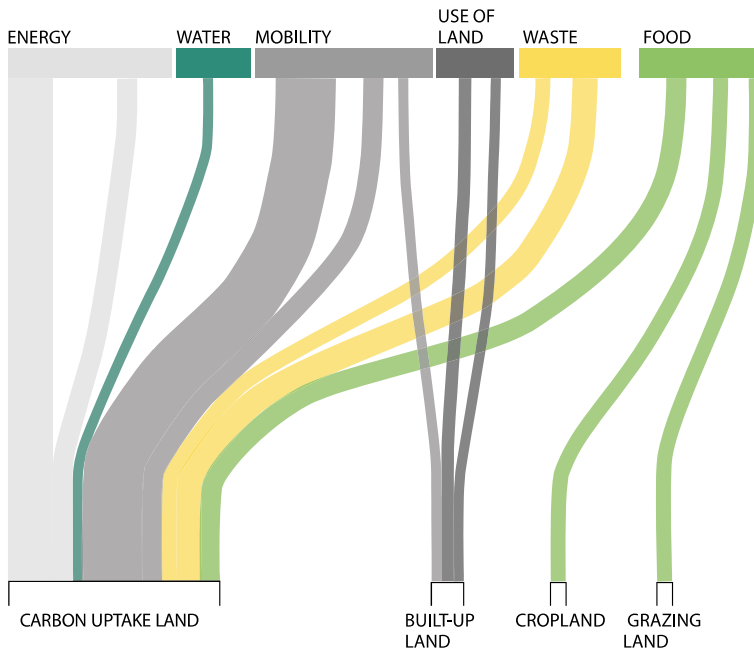 ENERGY
WATER
MOBILITY
USE OF
LAND
WASTE
FOOD
CARBON UPTAKE LAND
BUILT-UP
LAND
CROPLAND
GRAZING
LAND